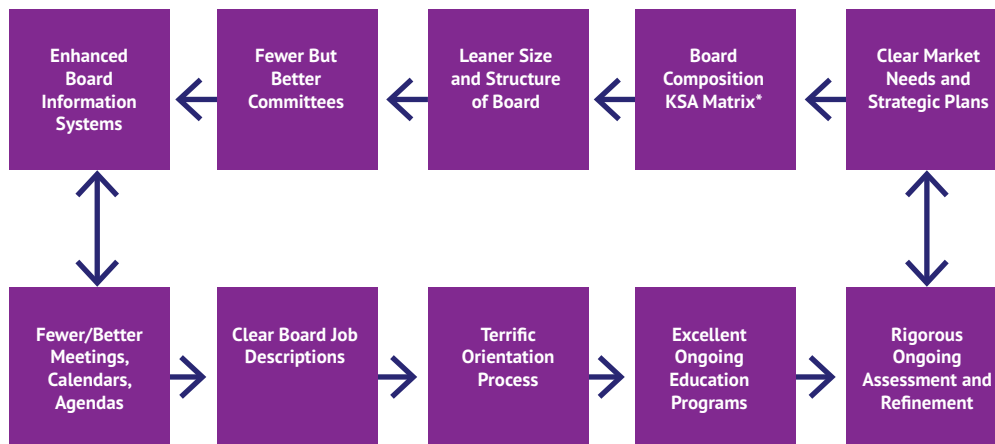 Enhanced
Board
Information
Systems
Fewer But
Better
Committees
Leaner Size
and Structure
of Board
Board
Composition
KSA Matrix*
Clear Market
Needs and
Strategic Plans
Fewer/Better
Meetings,
Calendars,
Agendas
Clear Board Job
Descriptions
Terrific
Orientation
Process
Excellent
Ongoing
Education
Programs
Rigorous
Ongoing
Assessment and
Refinement